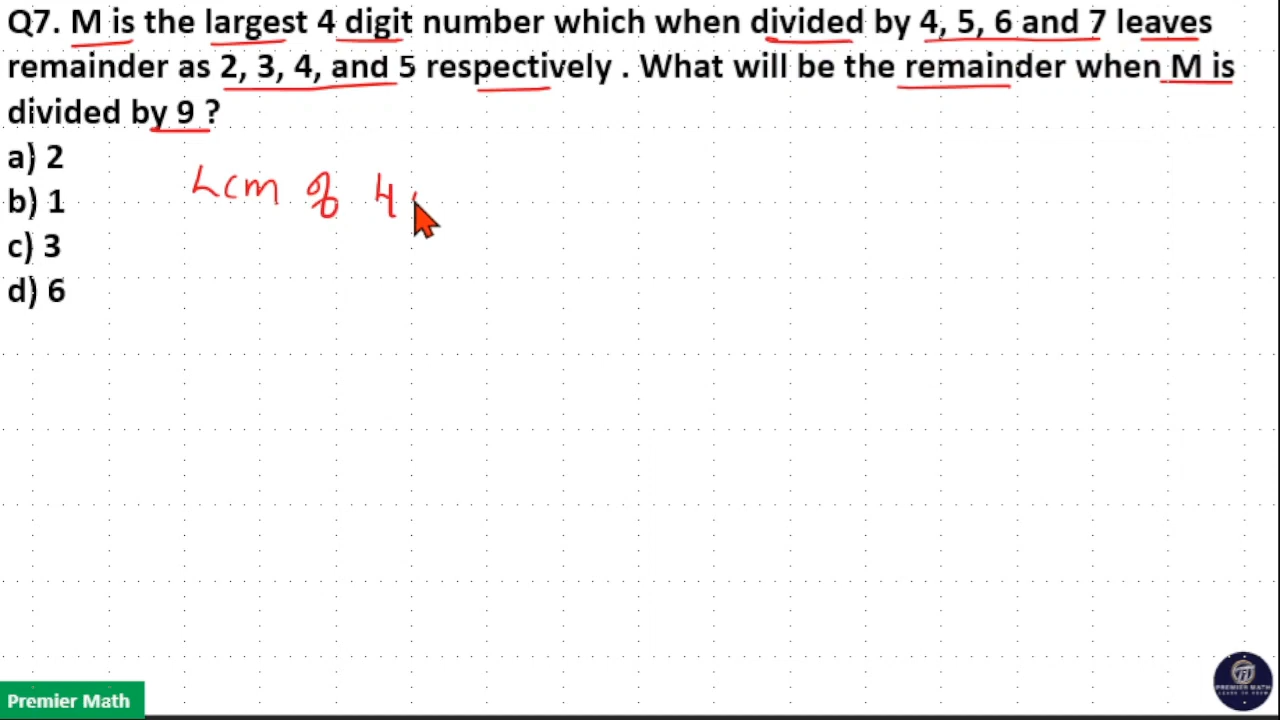 Q7. M is the largest 4 digit number which when divided by 4, 5, 6 and 7 leaves
remainder as 2, 3, 4, and 5 respectively . What will be the remainder when M is
divided by 9 ?
a) 2
b) 1
c) 3
d) 6
Lcm of 4
Premier Math
PREMIER MATH